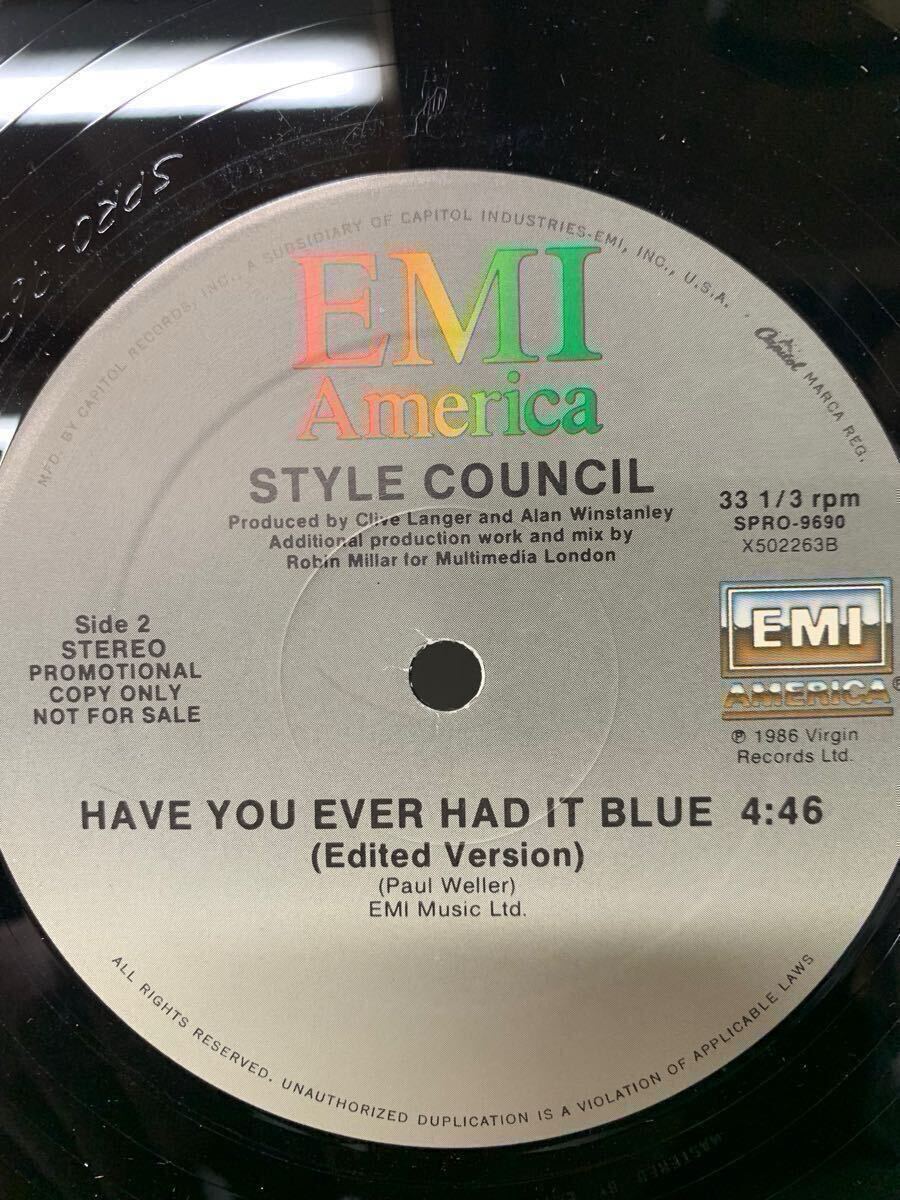 SPRO-96
MFD. BY CAPITOL RECORDS, INC., A SUBSIDIARY OF CAPITOL INDUSTRIES-EMI, INC., U.S.A.
Capitol MARCA REG.
EMI
America
STYLE COUNCIL
Produced by Clive Langer and Alan Winstanley
Additional production work and mix by
Robin Millar for Multimedia London
33 1/3 rpm
SPRO-9690
X502263B
Side 2
STEREO
PROMOTIONAL
COPY ONLY
NOT FOR SALE
EMI
AMERICA®
℗ 1986 Virgin
Records Ltd.
HAVE YOU EVER HAD IT BLUE 4:46
(Edited Version)
(Paul Weller)
EMI Music Ltd.
ALL RIGHTS RESERVED. UNAUTHORIZED DUPLICATION IS A VIOLATION OF APPLICABLE LAWS
MASTERED BY